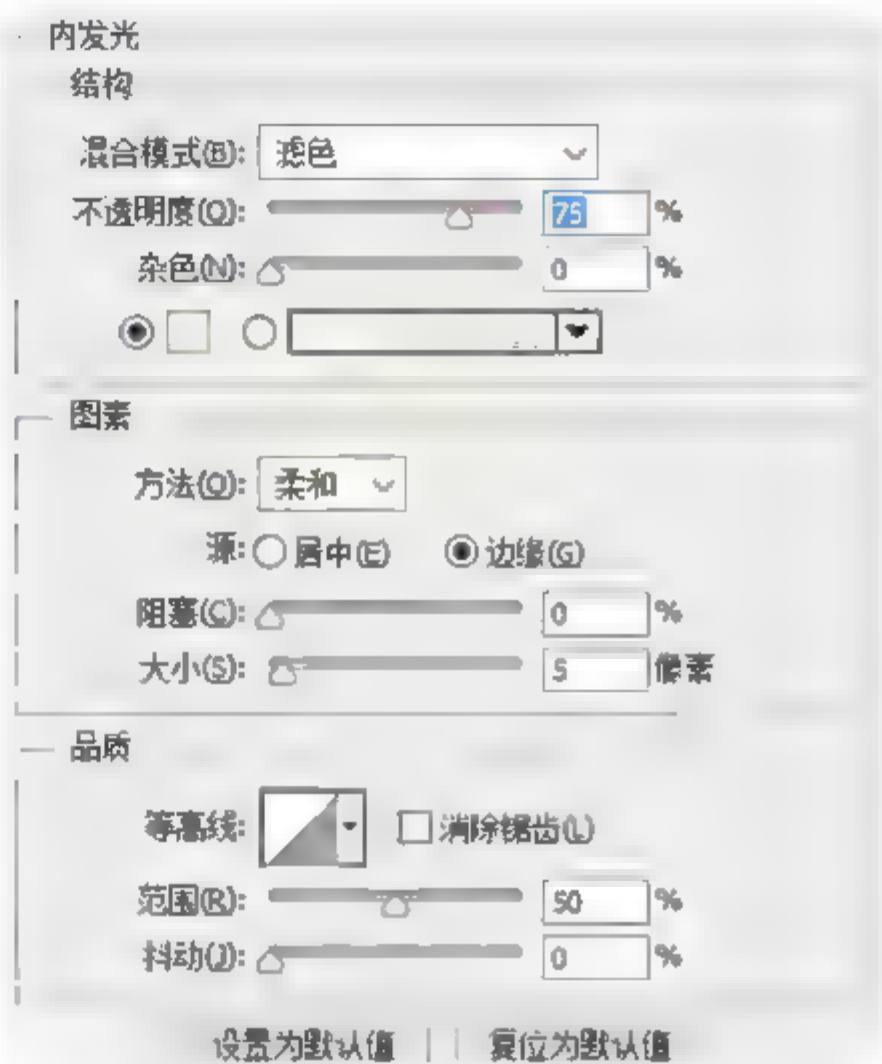 内发光
结构
混合模式(B): 滤色
不透明度(O): 75 %
杂色(N): 0 %
图素
方法(Q): 柔和
源: 居中(E) 边缘(G)
阻塞(C): 0 %
大小(S): 5 像素
品质
等高线: 消除锯齿(L)
范围(R): 50 %
抖动(J): 0 %
设置为默认值 复位为默认值